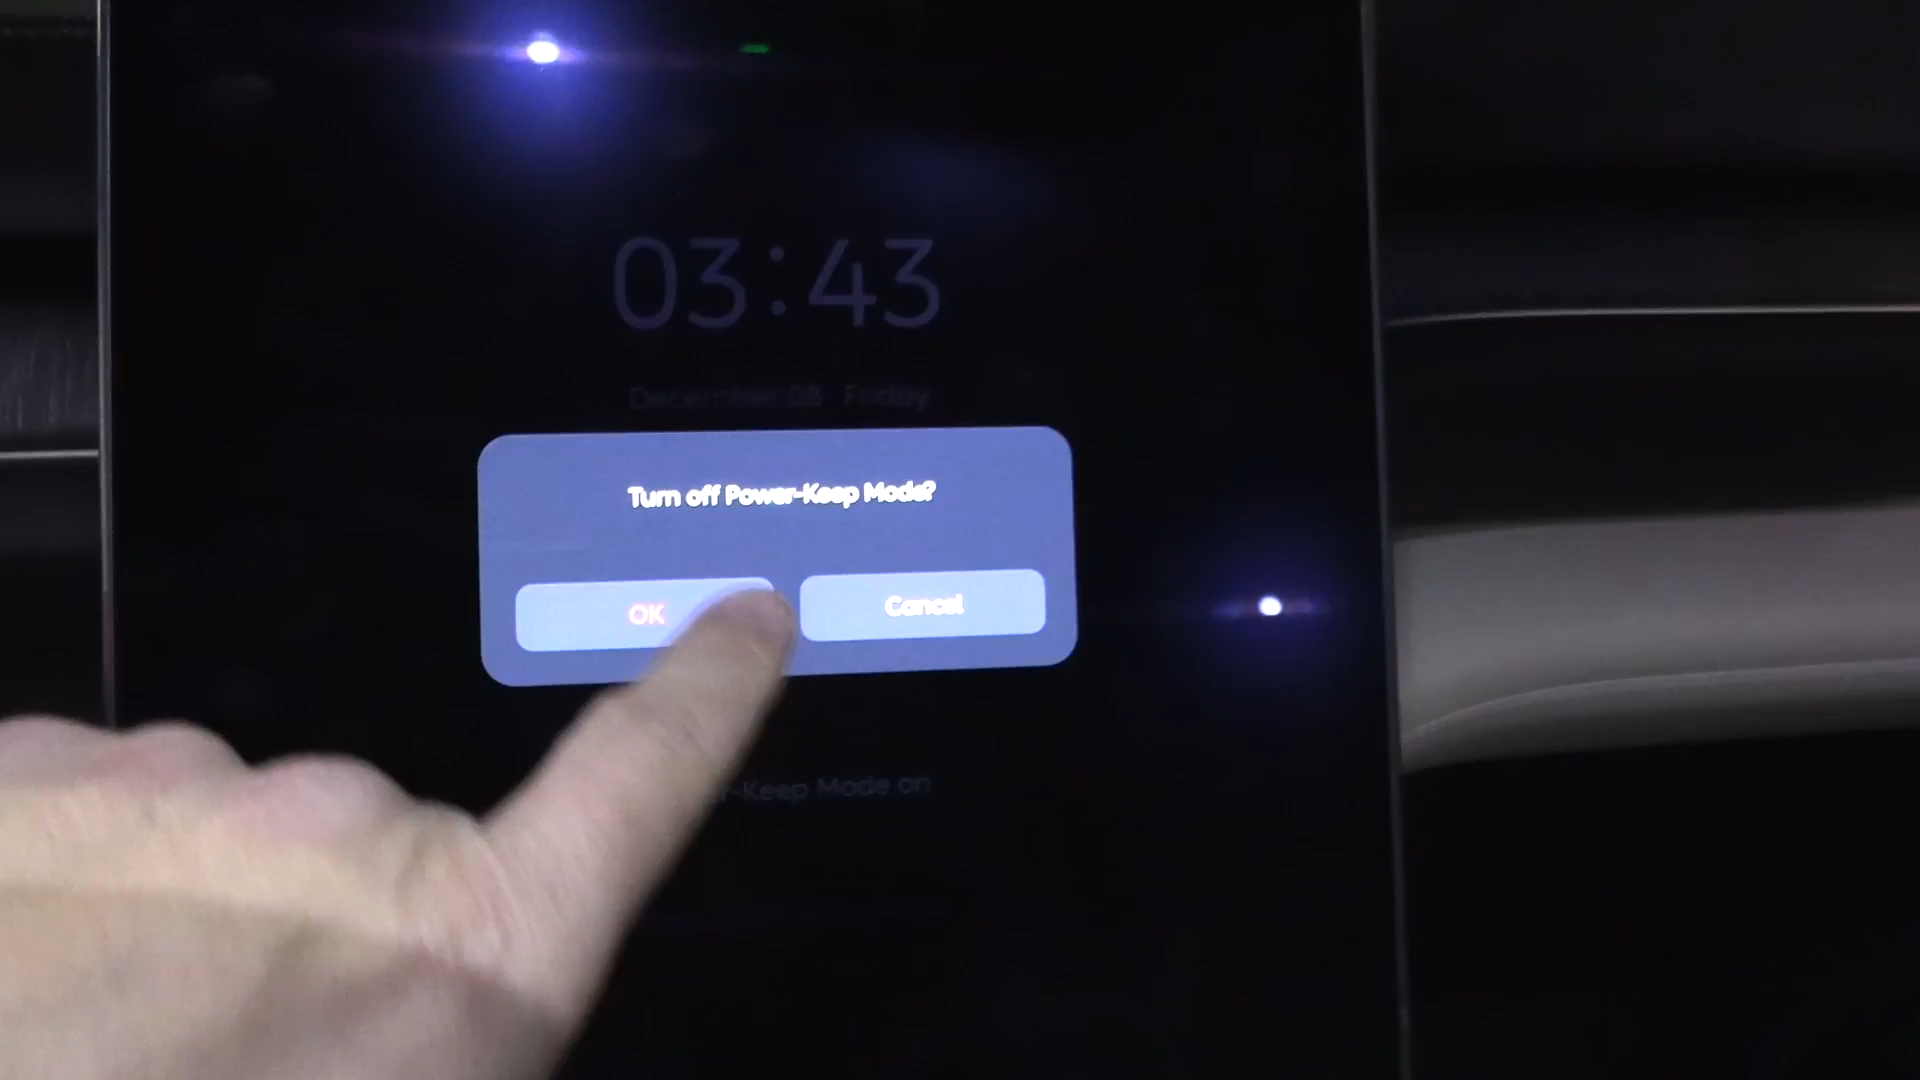 03:43
December 08 Friday
Turn off Power-Keep Mode?
OK
Cancel
-Keep Mode on